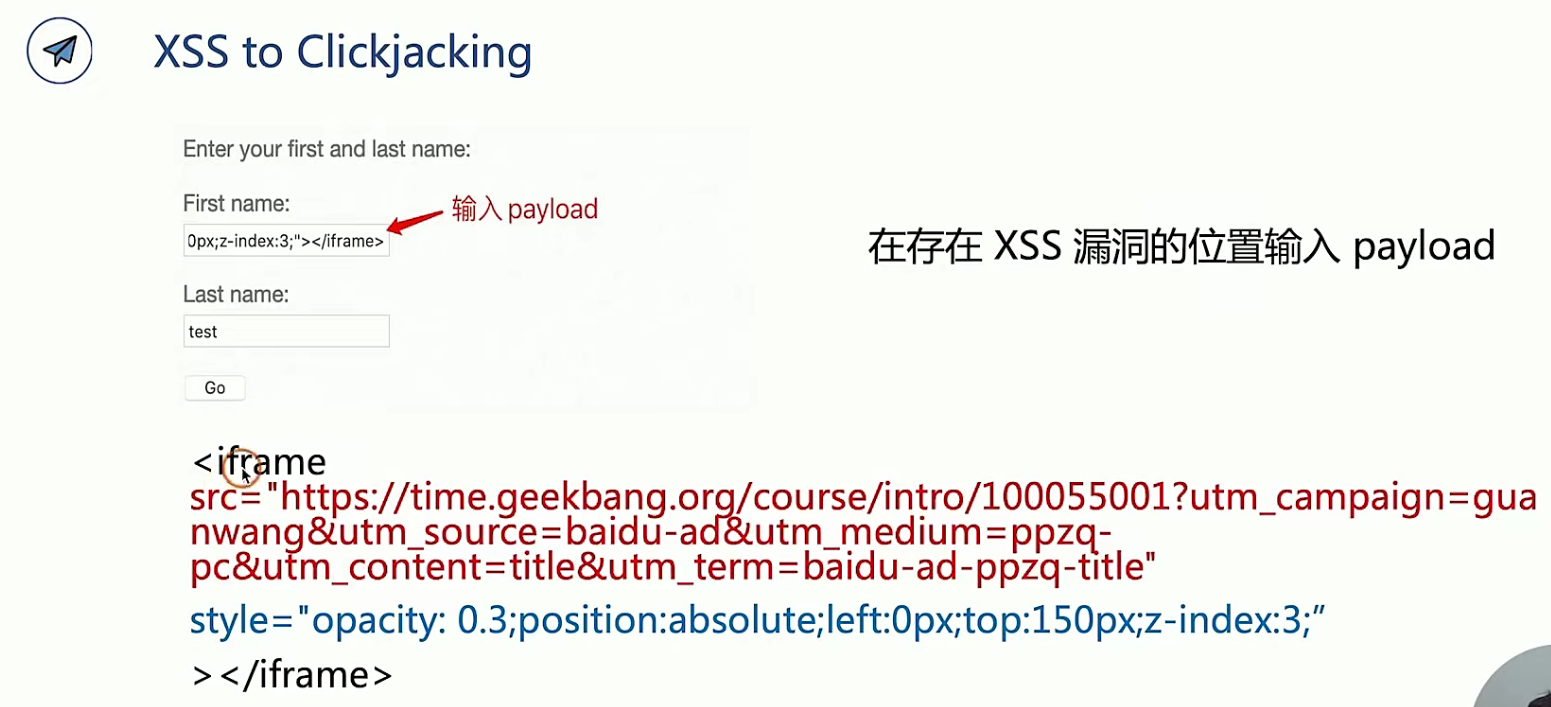 XSS to Clickjacking
Enter your first and last name:
First name:
输入 payload
0px;z-index:3;"></iframe>
在存在 XSS 漏洞的位置输入 payload
Last name:
test
Go
<iframe
src="https://time.geekbang.org/course/intro/100055001?utm_campaign=gua
nwang&utm_source=baidu-ad&utm_medium=ppzq-
pc&utm_content=title&utm_term=baidu-ad-ppzq-title"
style="opacity: 0.3;position:absolute;left:0px;top:150px;z-index:3;”
></iframe>